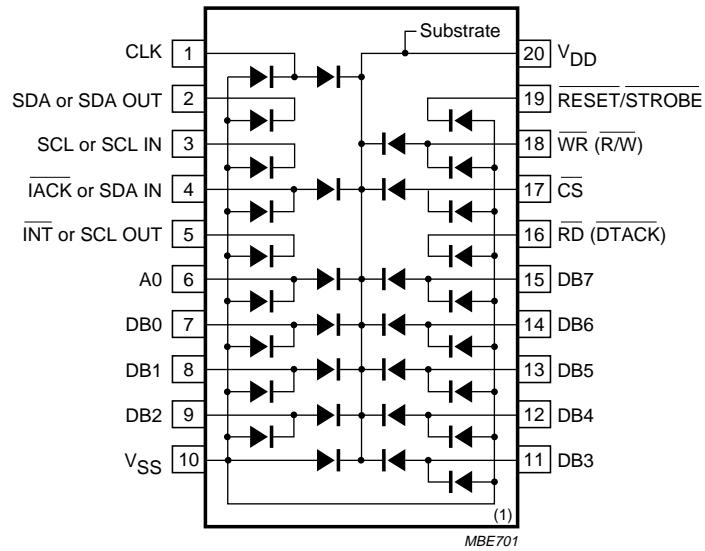 Substrate
CLK 1
SDA or SDA OUT 2
SCL or SCL IN 3
IACK or SDA IN 4
INT or SCL OUT 5
A0 6
DB0 7
DB1 8
DB2 9
VSS 10
20 VDD
19 RESET/STROBE
18 WR (R/W)
17 CS
16 RD (DTACK)
15 DB7
14 DB6
13 DB5
12 DB4
11 DB3
(1)
MBE701